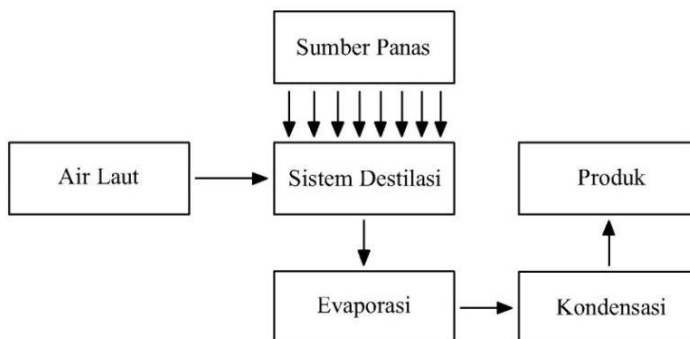 Sumber Panas
Air Laut
Sistem Destilasi
Produk
Evaporasi
Kondensasi